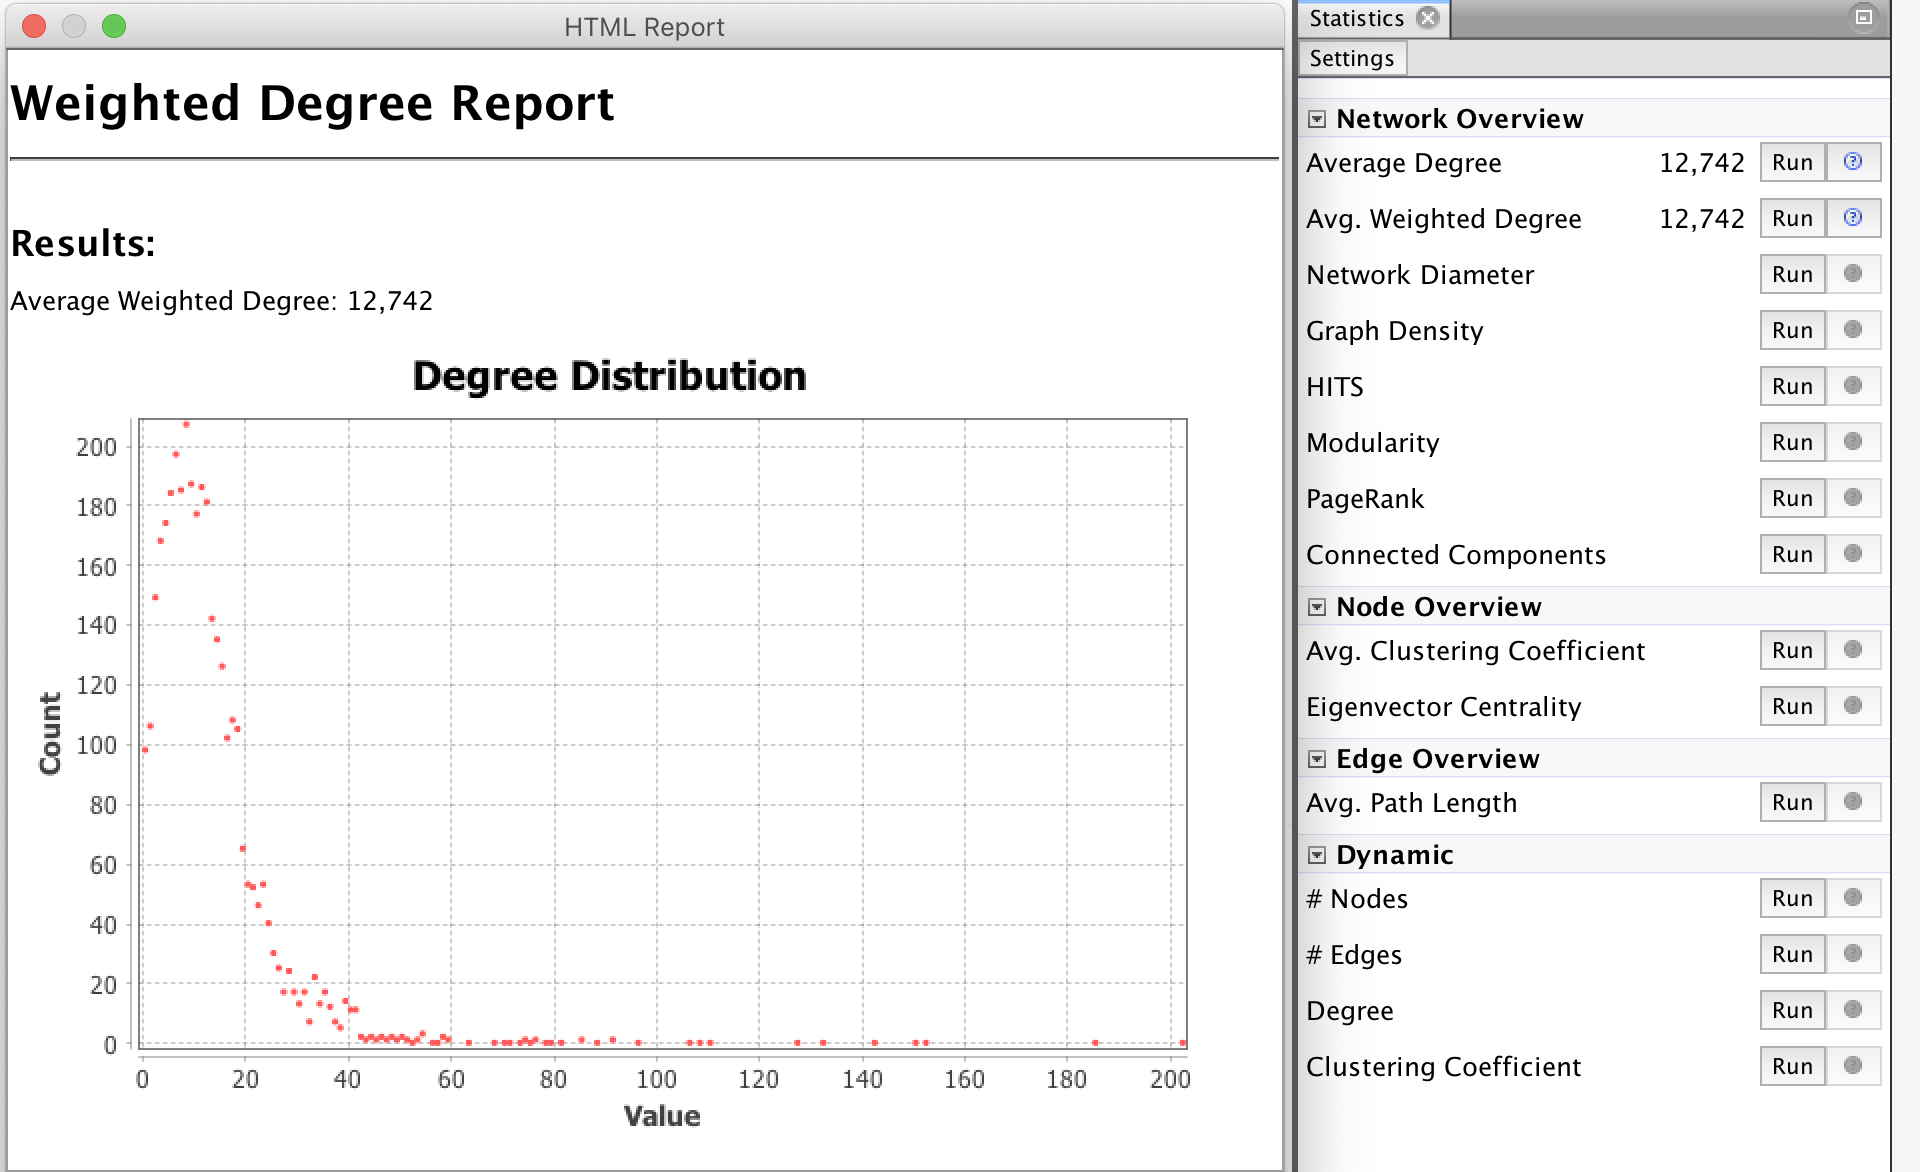 HTML Report
Weighted Degree Report
Results:
Average Weighted Degree: 12,742
Degree Distribution
200
180
160
140
120
100
80
60
40
20
0
Count
0 20 40 60 80 100 120 140 160 180 200
Value
Statistics
Settings
Network Overview
Average Degree 12,742 Run ?
Avg. Weighted Degree 12,742 Run ?
Network Diameter Run ?
Graph Density Run ?
HITS Run ?
Modularity Run ?
PageRank Run ?
Connected Components Run ?
Node Overview
Avg. Clustering Coefficient Run ?
Eigenvector Centrality Run ?
Edge Overview
Avg. Path Length Run ?
Dynamic
# Nodes Run ?
# Edges Run ?
Degree Run ?
Clustering Coefficient Run ?